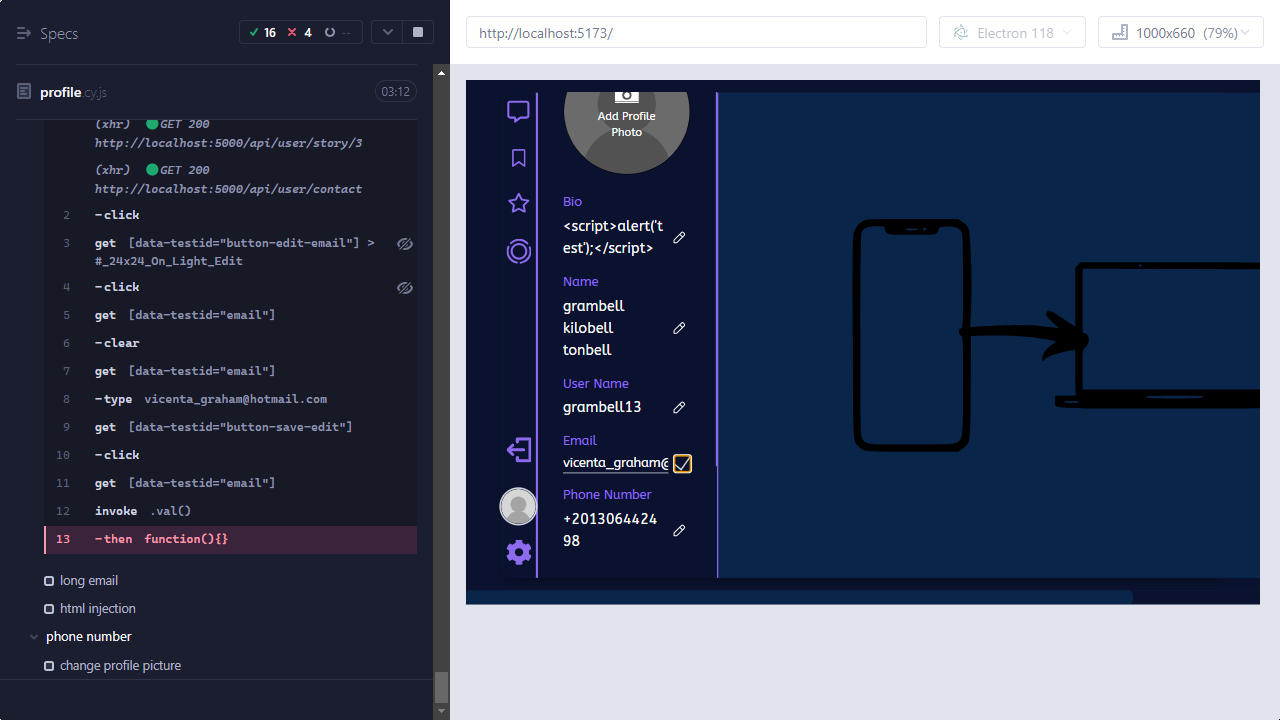 Specs
16 4 --
profile.cy.js 03:12
(xhr) GET 200
http://localhost:5000/api/user/story/3
(xhr) GET 200
http://localhost:5000/api/user/contact
2 -click
3 get [data-testid="button-edit-email"] >
#_24x24_On_Light_Edit
4 -click
5 get [data-testid="email"]
6 -clear
7 get [data-testid="email"]
8 -type vicenta_graham@hotmail.com
9 get [data-testid="button-save-edit"]
10 -click
11 get [data-testid="email"]
12 invoke .val()
13 -then function(){}
long email
html injection
phone number
change profile picture
http://localhost:5173/
Electron 118
1000x660 (79%)
Add Profile
Photo
Bio
<script>alert('t
est');</script>
Name
grambell
kilobell
tonbell
User Name
grambell13
Email
vicenta_graham@
Phone Number
+2013064424
98